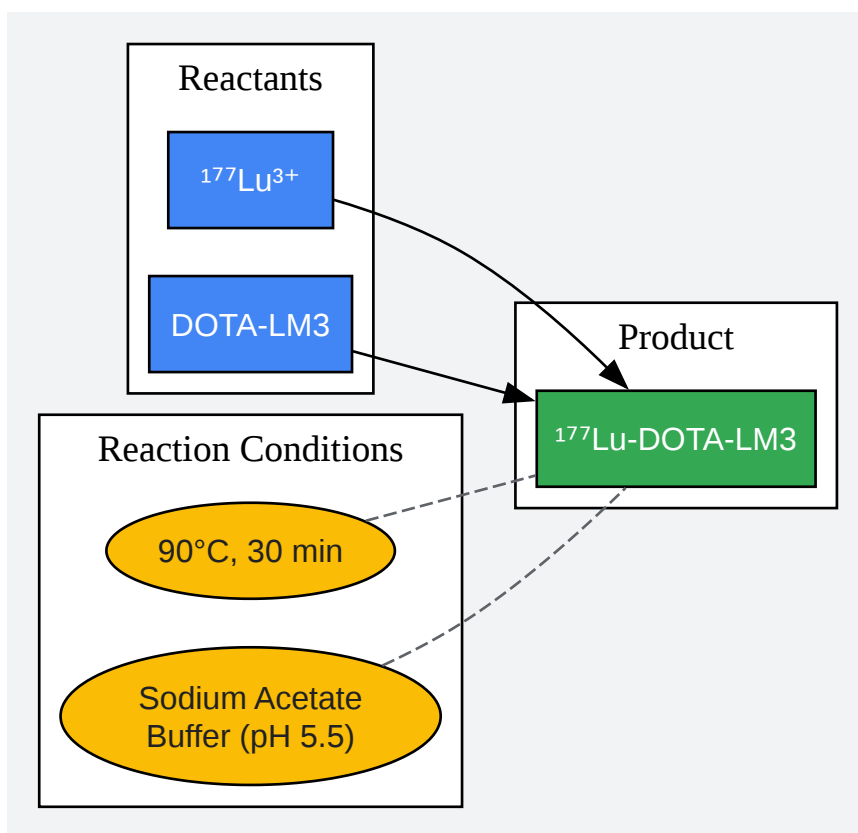 Reactants
¹⁷⁷Lu³⁺
DOTA-LM3
Product
¹⁷⁷Lu-DOTA-LM3
Reaction Conditions
90°C, 30 min
Sodium Acetate
Buffer (pH 5.5)